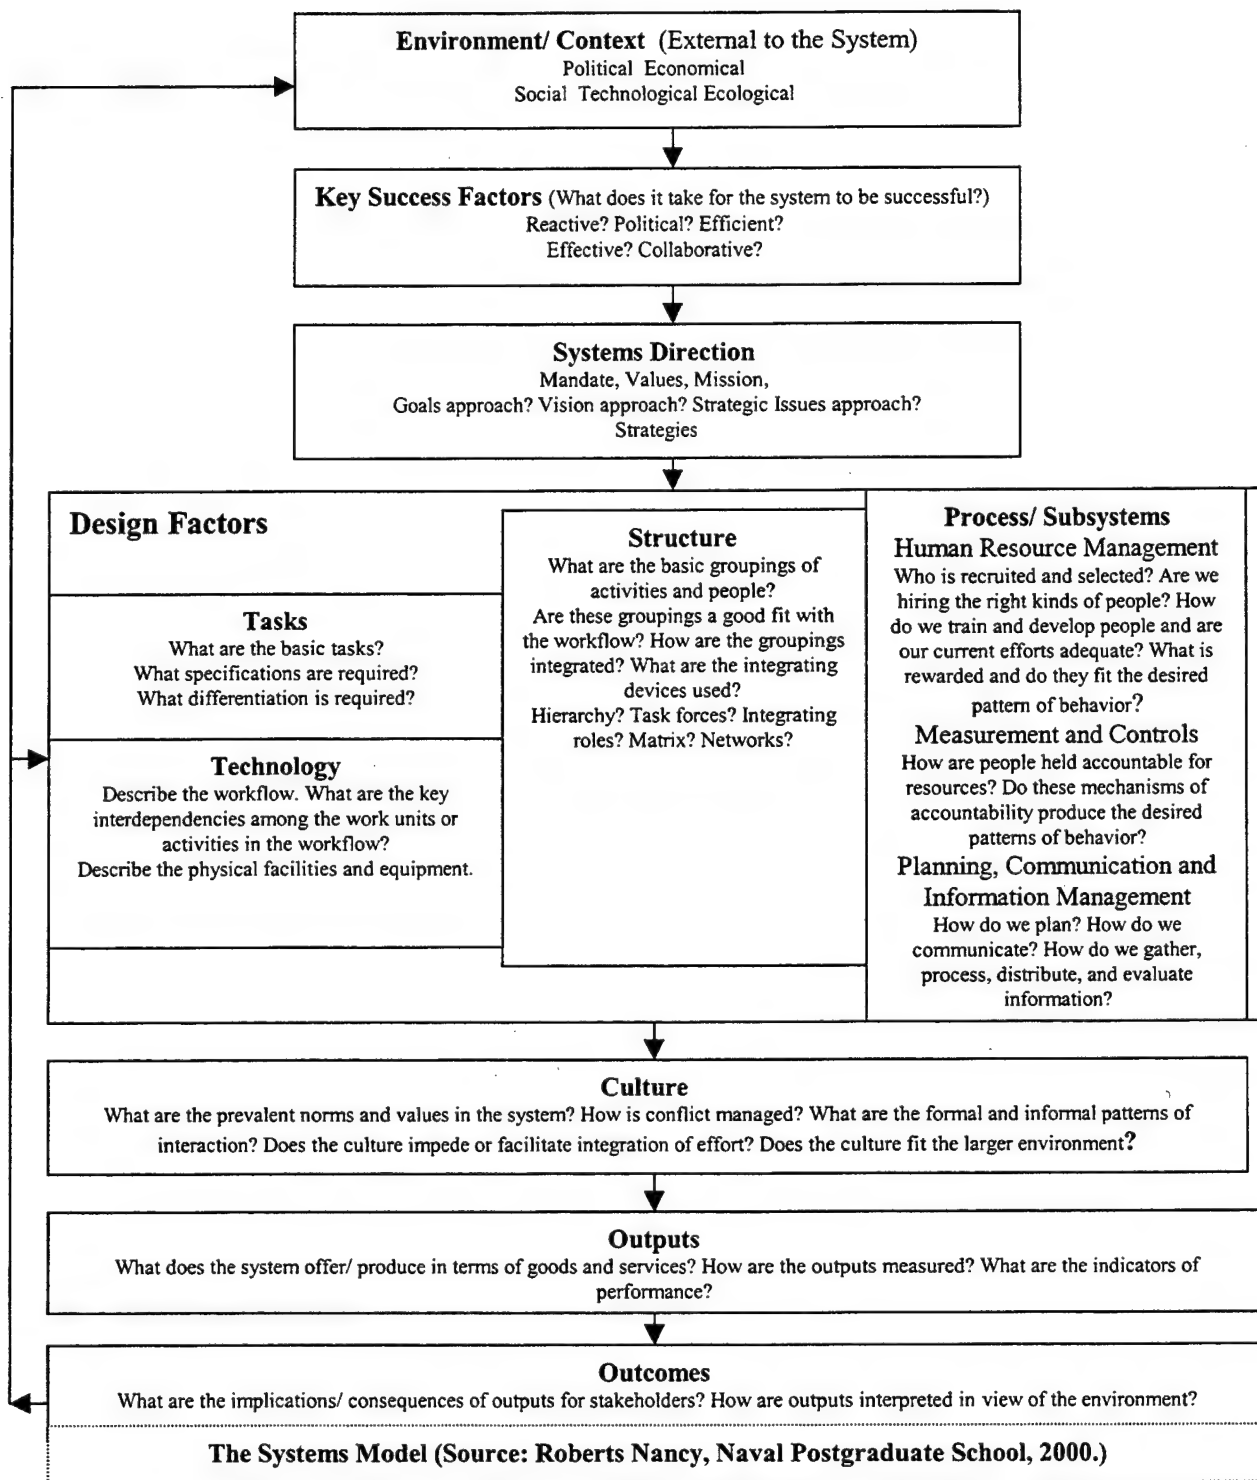 Environment/ Context (External to the System)
Political Economical
Social Technological Ecological
Key Success Factors (What does it take for the system to be successful?)
Reactive? Political? Efficient?
Effective? Collaborative?
Systems Direction
Mandate, Values, Mission,
Goals approach? Vision approach? Strategic Issues approach?
Strategies
Design Factors
Tasks
What are the basic tasks?
What specifications are required?
What differentiation is required?
Technology
Describe the workflow. What are the key
interdependencies among the work units or
activities in the workflow?
Describe the physical facilities and equipment.
Structure
What are the basic groupings of
activities and people?
Are these groupings a good fit with
the workflow? How are the groupings
integrated? What are the integrating
devices used?
Hierarchy? Task forces? Integrating
roles? Matrix? Networks?
Process/ Subsystems
Human Resource Management
Who is recruited and selected? Are we
hiring the right kinds of people? How
do we train and develop people and are
our current efforts adequate? What is
rewarded and do they fit the desired
pattern of behavior?
Measurement and Controls
How are people held accountable for
resources? Do these mechanisms of
accountability produce the desired
patterns of behavior?
Planning, Communication and
Information Management
How do we plan? How do we
communicate? How do we gather,
process, distribute, and evaluate
information?
Culture
What are the prevalent norms and values in the system? How is conflict managed? What are the formal and informal patterns of
interaction? Does the culture impede or facilitate integration of effort? Does the culture fit the larger environment?
Outputs
What does the system offer/ produce in terms of goods and services? How are the outputs measured? What are the indicators of
performance?
Outcomes
What are the implications/ consequences of outputs for stakeholders? How are outputs interpreted in view of the environment?
The Systems Model (Source: Roberts Nancy, Naval Postgraduate School, 2000.)